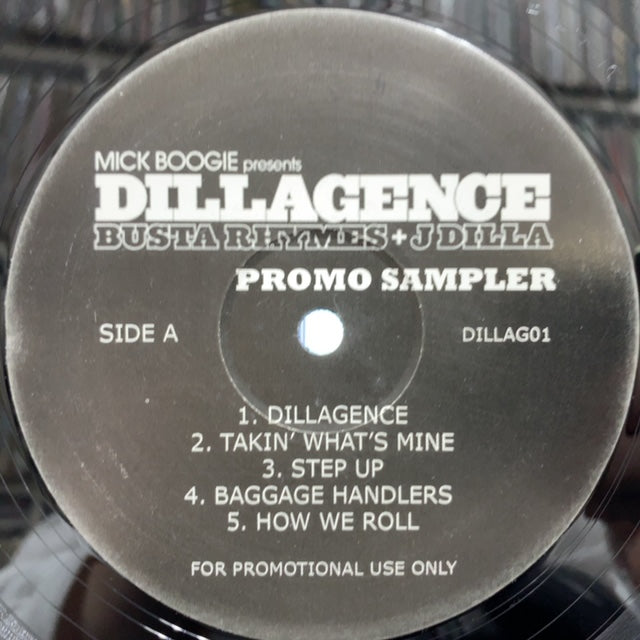 MICK BOOGIE presents
DILLAGENCE
BUSTA RHYMES + J DILLA
PROMO SAMPLER
SIDE A
DILLAG01
1. DILLAGENCE
2. TAKIN' WHAT'S MINE
3. STEP UP
4. BAGGAGE HANDLERS
5. HOW WE ROLL
FOR PROMOTIONAL USE ONLY